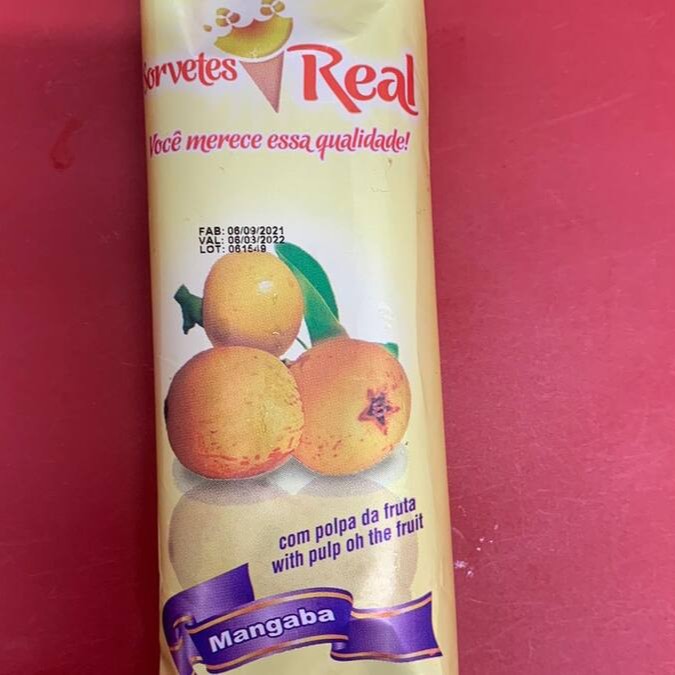 Sorvetes Real
Você merece essa qualidade!
FAB: 06/09/2021
VAL: 06/03/2022
LOT: 061549
com polpa da fruta
with pulp oh the fruit
Mangaba